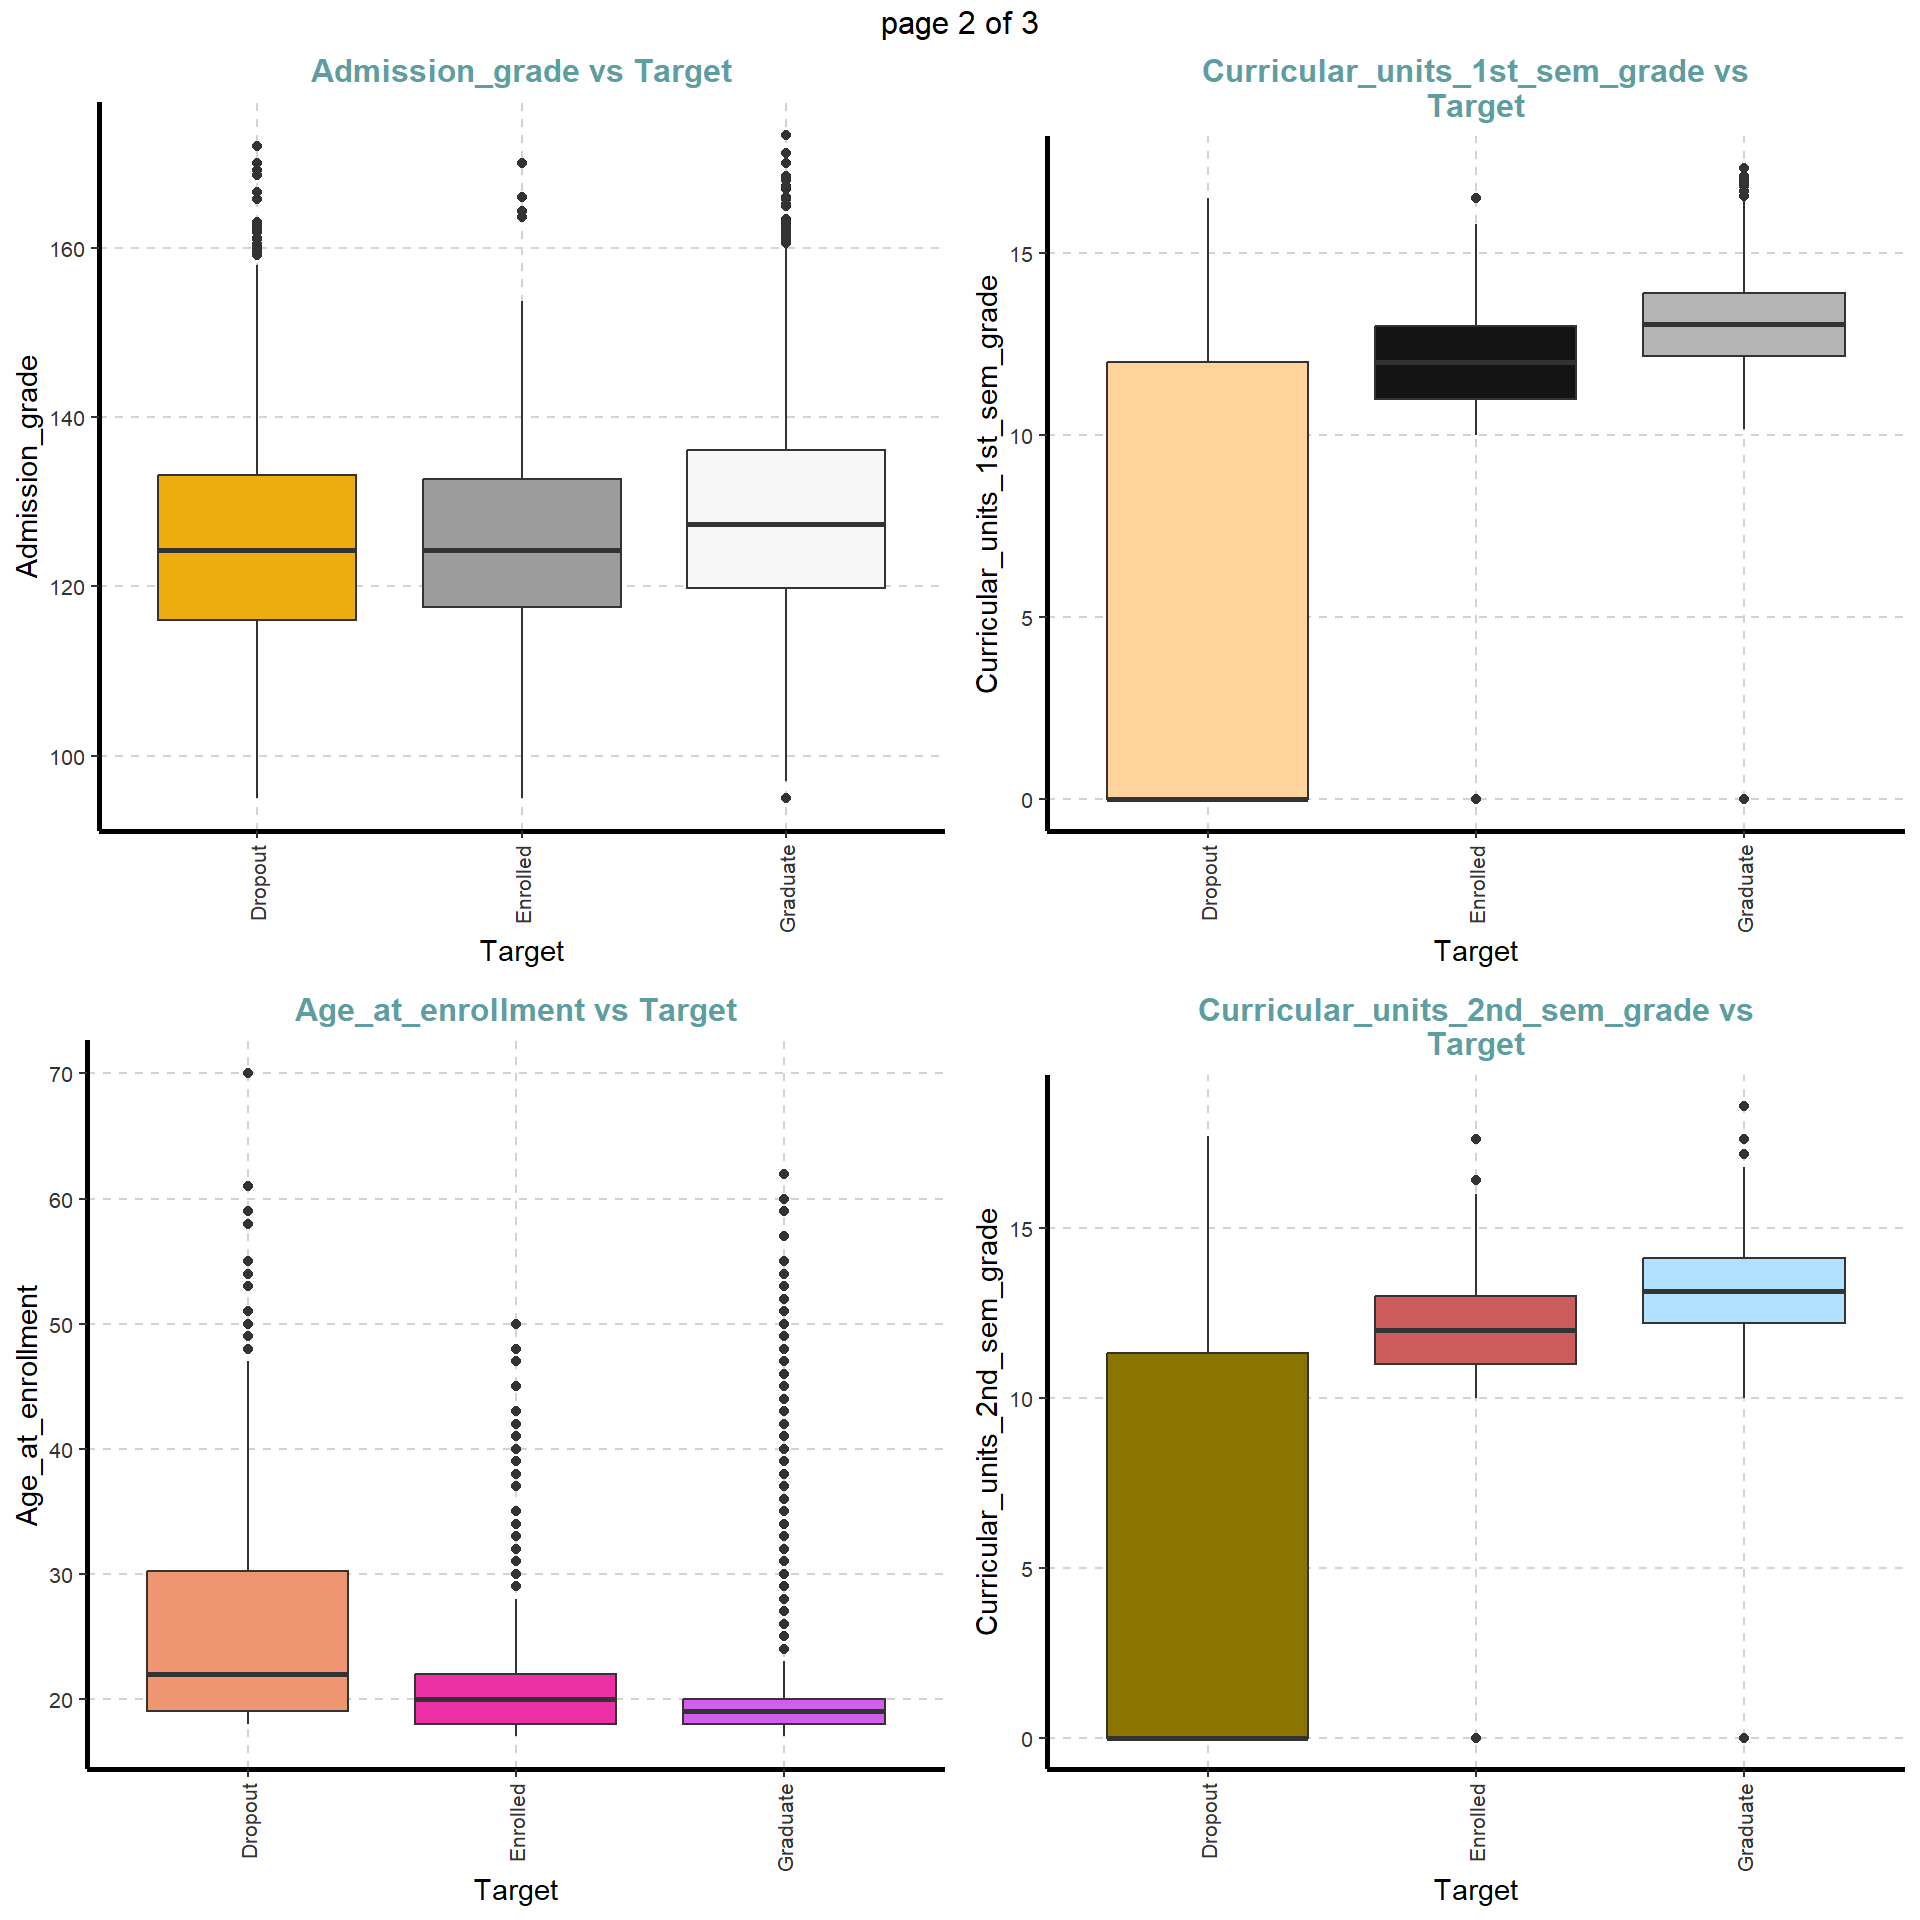 page 2 of 3
Admission_grade vs Target
Admission_grade
160
140
120
100
Dropout
Enrolled
Graduate
Target
Curricular_units_1st_sem_grade vs
Target
Curricular_units_1st_sem_grade
15
10
5
0
Dropout
Enrolled
Graduate
Target
Age_at_enrollment vs Target
Age_at_enrollment
70
60
50
40
30
20
Dropout
Enrolled
Graduate
Target
Curricular_units_2nd_sem_grade vs
Target
Curricular_units_2nd_sem_grade
15
10
5
0
Dropout
Enrolled
Graduate
Target